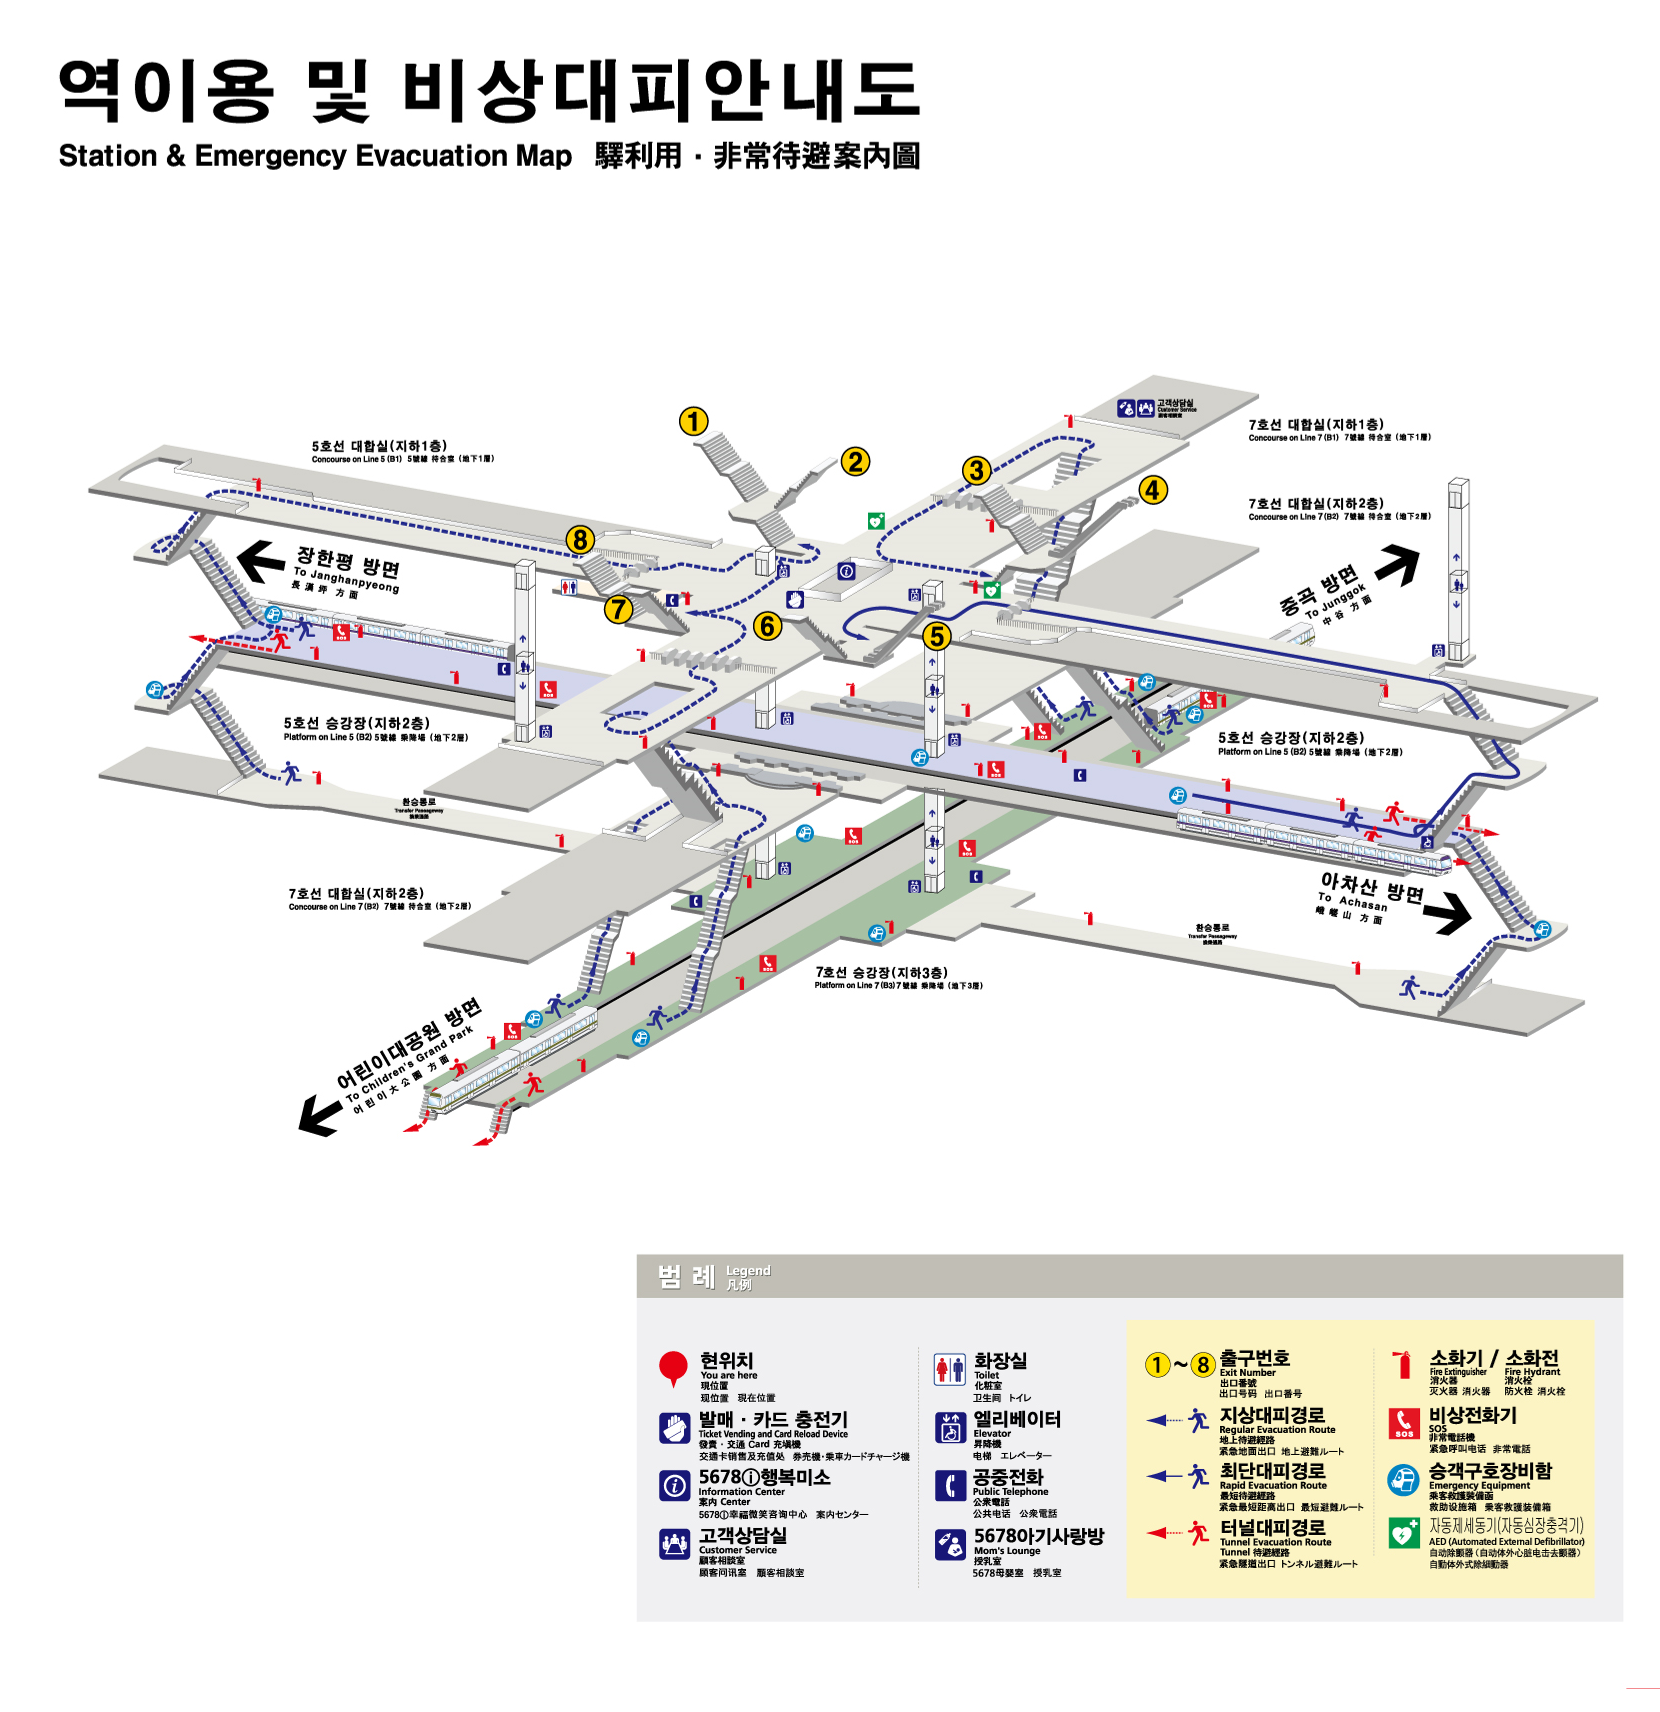 역이용 및 비상대피안내도
Station & Emergency Evacuation Map 驛利用 · 非常待避案內圖
1
2
3
4
5
6
7
8
고객상담실
Customer Service
顧客相談室
5호선 대합실(지하1층)
Concourse on Line 5 (B1) 5號線 待合室 (地下1層)
7호선 대합실(지하1층)
Concourse on Line 7 (B1) 7號線 待合室 (地下1層)
7호선 대합실(지하2층)
Concourse on Line 7 (B2) 7號線 待合室 (地下2層)
장한평 방면
To Janghanpyeong
長漢坪 方面
중곡 방면
To Junggok
中谷 方面
SOS
SOS
SOS
SOS
SOS
SOS
SOS
SOS
SOS
5호선 승강장(지하2층)
Platform on Line 5 (B2) 5號線 乘降場 (地下2層)
5호선 승강장(지하2층)
Platform on Line 5 (B2) 5號線 乘降場 (地下2層)
환승통로
Transfer Passageway
7호선 대합실(지하2층)
Concourse on Line 7 (B2) 7號線 待合室 (地下2層)
아차산 방면
To Achasan
峨嵯山 方面
환승통로
Transfer Passageway
7호선 승강장(지하3층)
Platform on Line 7 (B3) 7號線 乘降場 (地下3層)
어린이대공원 방면
To Children's Grand Park
어린이大公園 方面
범 례 Legend
凡例
현위치
You are here
現位置
现位置 現在位置
발매 · 카드 충전기
Ticket Vending and Card Reload Device
發賣 · 交通 Card 充塡機
交通卡销售及充值处 券売機·乗車カードチャージ機
5678ⓘ행복미소
Information Center
案內 Center
5678ⓘ幸福微笑咨询中心 案内センター
고객상담실
Customer Service
顧客相談室
顾客问讯室 顧客相談室
화장실
Toilet
化粧室
卫生间 トイレ
엘리베이터
Elevator
昇降機
电梯 エレベーター
공중전화
Public Telephone
公衆電話
公共电话 公衆電話
5678아기사랑방
Mom's Lounge
授乳室
5678母婴室 授乳室
1~8 출구번호
Exit Number
出口番號
出口号码 出口番号
지상대피경로
Regular Evacuation Route
地上待避經路
紧急地面出口 地上避難ルート
최단대피경로
Rapid Evacuation Route
最短待避經路
紧急最短距离出口 最短避難ルート
터널대피경로
Tunnel Evacuation Route
Tunnel 待避經路
紧急隧道出口 トンネル避難ルート
소화기 / 소화전
Fire Extinguisher Fire Hydrant
消火器 消火栓
灭火器 消火器 防火栓 消火栓
SOS
비상전화기
SOS
非常電話機
紧急呼叫电话 非常電話
승객구호장비함
Emergency Equipment
乘客救護裝備函
救助设施箱 乗客救護装備箱
자동제세동기(자동심장충격기)
AED (Automated External Defibrillator)
自动除颤器 (自动体外心脏电击去颤器)
自動体外式除細動器